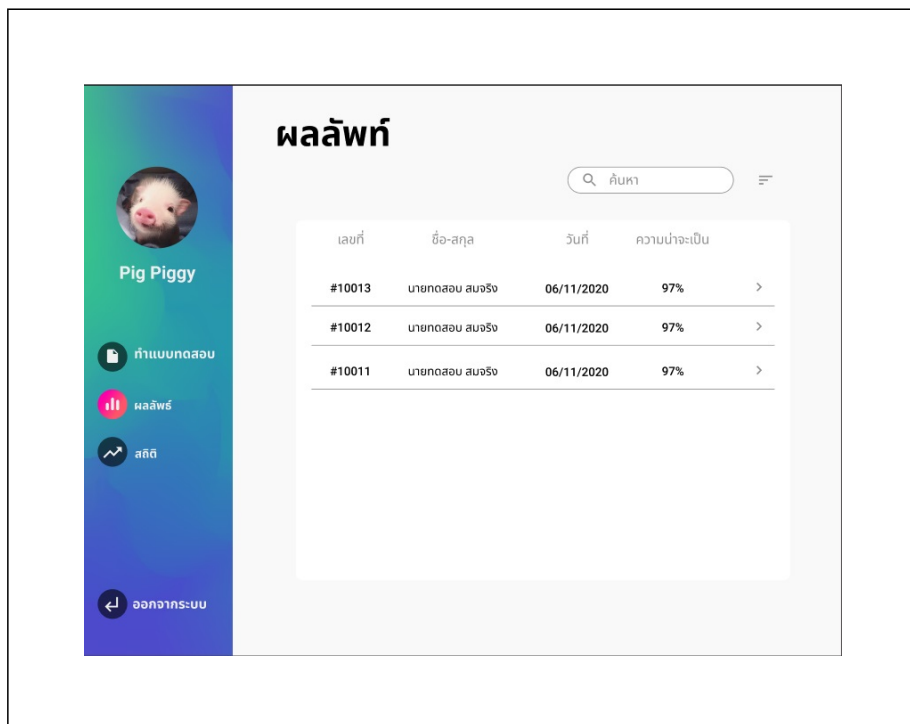 ผลลัพท์
ค้นหา
Pig Piggy
ทำแบบทดสอบ
ผลลัพธ์
สถิติ
ออกจากระบบ
เลขที่ ชื่อ-สกุล วันที่ ความน่าจะเป็น
#10013 นายทดสอบ สมจริง 06/11/2020 97%
#10012 นายทดสอบ สมจริง 06/11/2020 97%
#10011 นายทดสอบ สมจริง 06/11/2020 97%